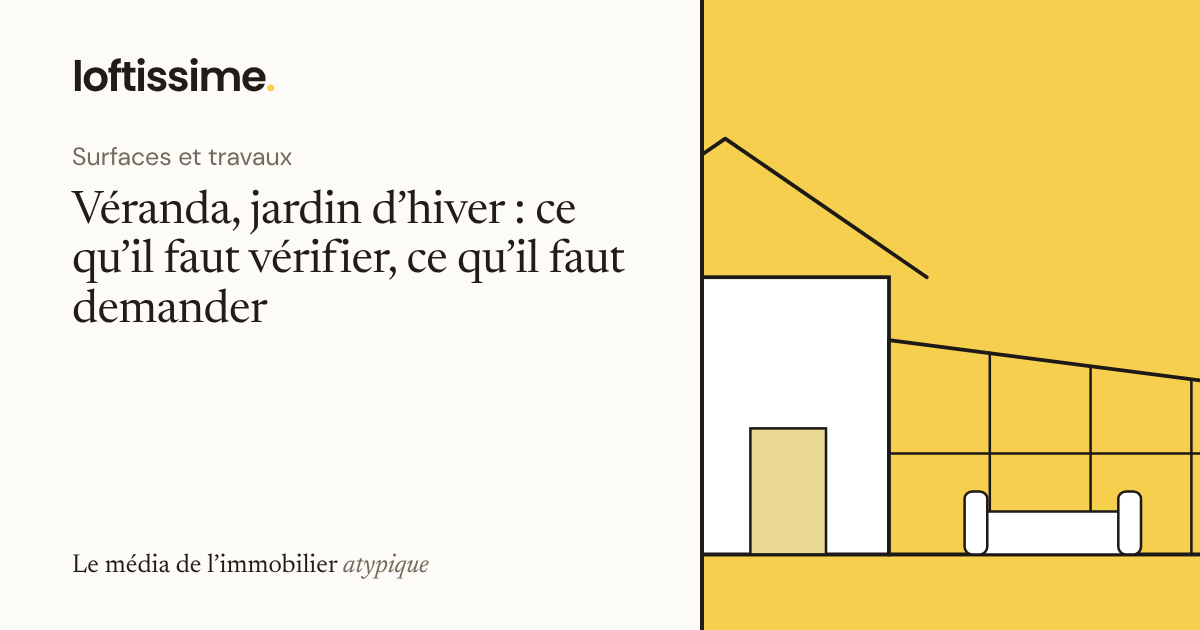 loftissime.
Surfaces et travaux
Véranda, jardin d’hiver : ce
qu’il faut vérifier, ce qu’il faut
demander
Le média de l’immobilier atypique